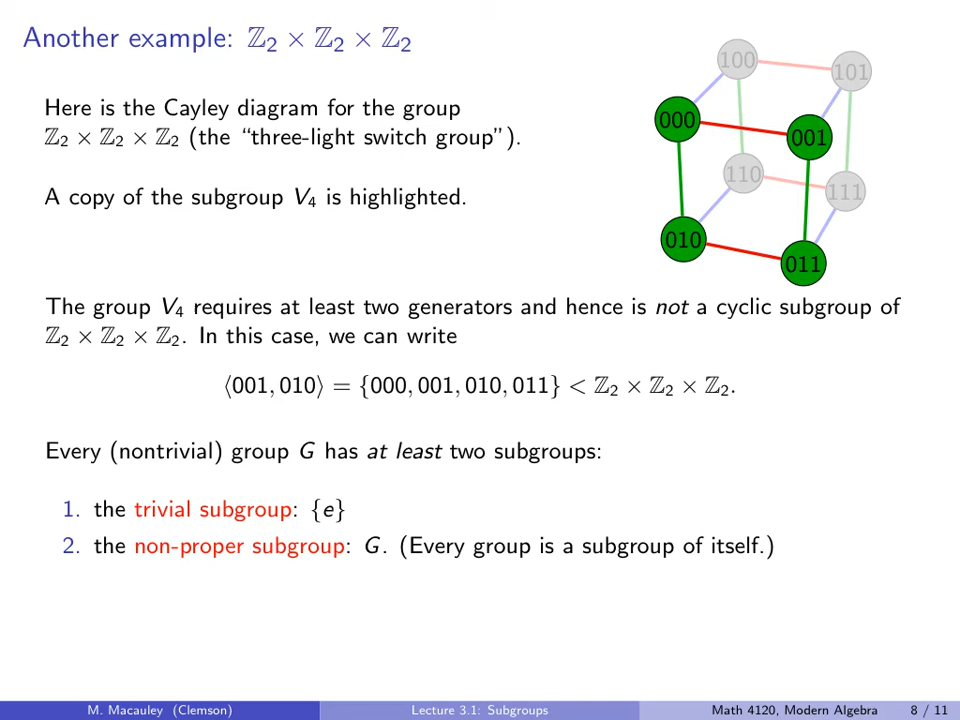 Another example: ℤ₂ × ℤ₂ × ℤ₂
Here is the Cayley diagram for the group
ℤ₂ × ℤ₂ × ℤ₂ (the “three-light switch group”).
A copy of the subgroup V₄ is highlighted.
100
101
000
001
110
111
010
011
The group V₄ requires at least two generators and hence is not a cyclic subgroup of
ℤ₂ × ℤ₂ × ℤ₂. In this case, we can write
⟨001, 010⟩ = {000, 001, 010, 011} < ℤ₂ × ℤ₂ × ℤ₂.
Every (nontrivial) group G has at least two subgroups:
1. the trivial subgroup: {e}
2. the non-proper subgroup: G. (Every group is a subgroup of itself.)
M. Macauley (Clemson) Lecture 3.1: Subgroups Math 4120, Modern Algebra 8 / 11